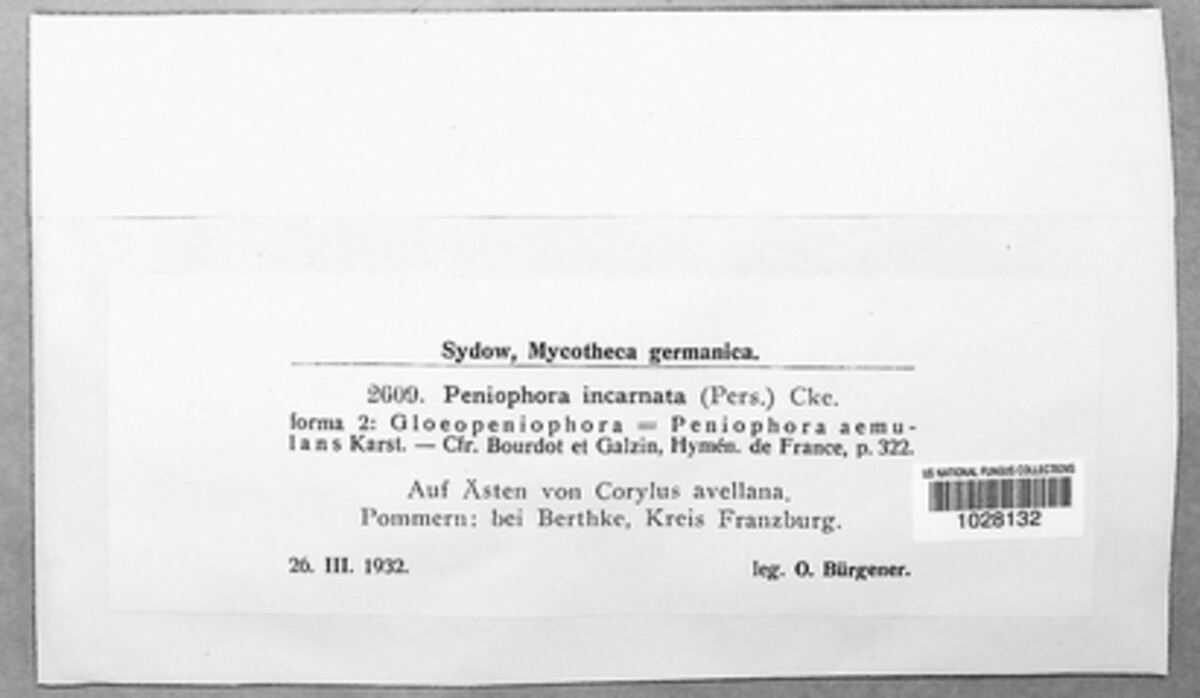 Sydow, Mycotheca germanica.
2609. Peniophora incarnata (Pers.) Cke.
forma 2: Gloeopeniophora = Peniophora aemu-
lans Karst. — Cfr. Bourdot et Galzin, Hymén. de France, p. 322.
Auf Ästen von Corylus avellana.
Pommern: bei Berthke, Kreis Franzburg.
26. III. 1932. leg. O. Bürgener.
US NATIONAL FUNGUS COLLECTIONS
1028132